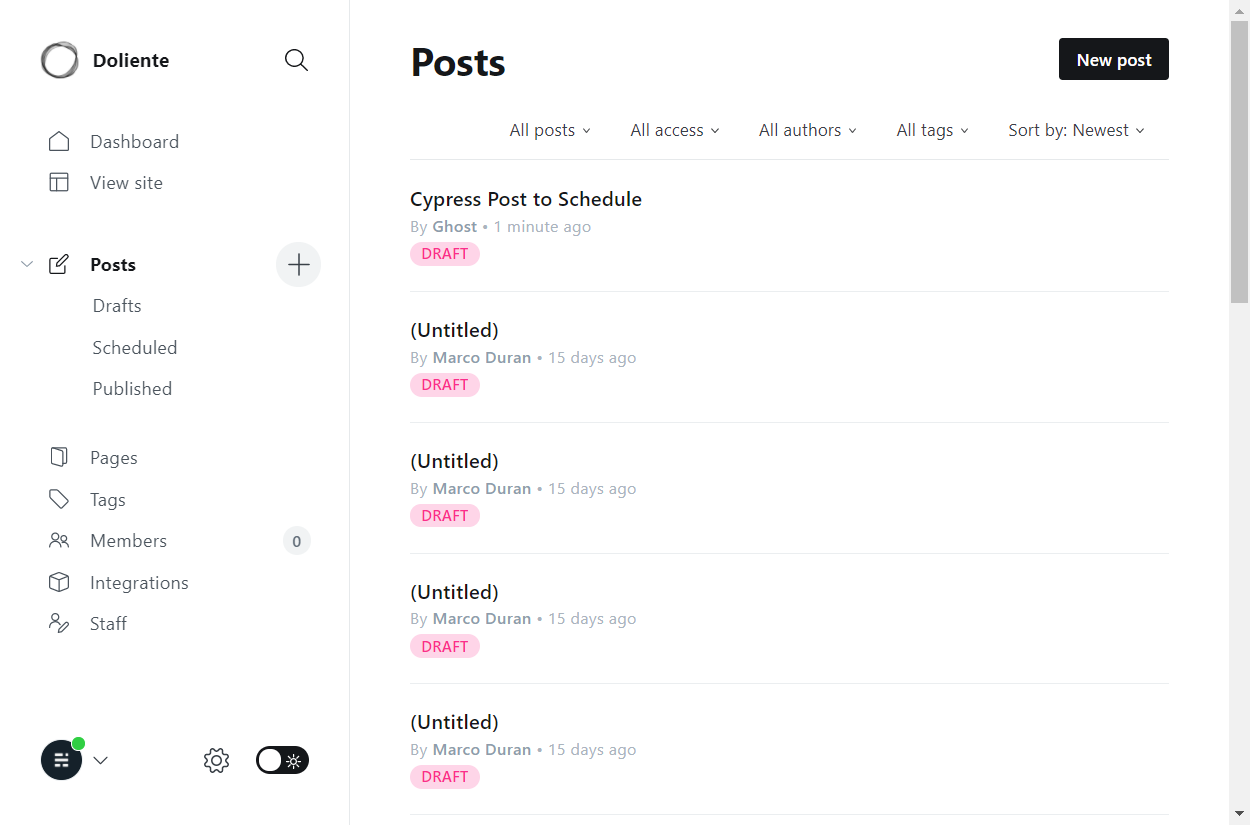 Doliente
Dashboard
View site
Posts
Drafts
Scheduled
Published
Pages
Tags
Members 0
Integrations
Staff
Posts
New post
All posts All access All authors All tags Sort by: Newest
Cypress Post to Schedule
By Ghost • 1 minute ago
DRAFT
(Untitled)
By Marco Duran • 15 days ago
DRAFT
(Untitled)
By Marco Duran • 15 days ago
DRAFT
(Untitled)
By Marco Duran • 15 days ago
DRAFT
(Untitled)
By Marco Duran • 15 days ago
DRAFT